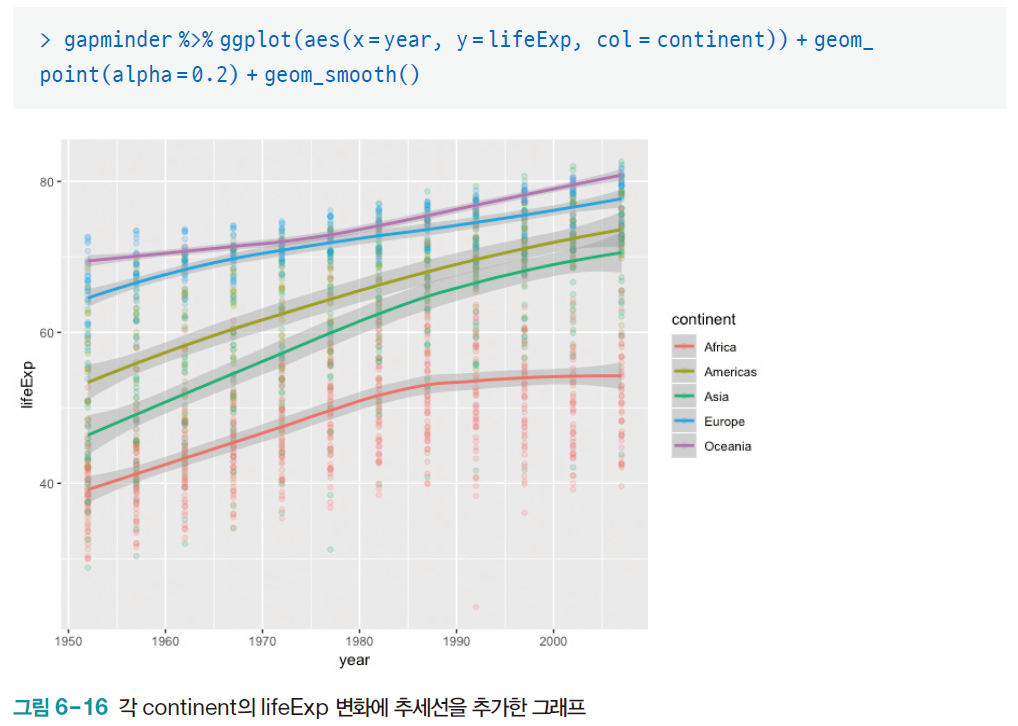 > gapminder %>% ggplot(aes(x=year, y=lifeExp, col = continent)) + geom_
point(alpha=0.2) + geom_smooth()
80
60
40
lifeExp
1950 1960 1970 1980 1990 2000
year
continent
Africa
Americas
Asia
Europe
Oceania
그림 6-16 각 continent의 lifeExp 변화에 추세선을 추가한 그래프